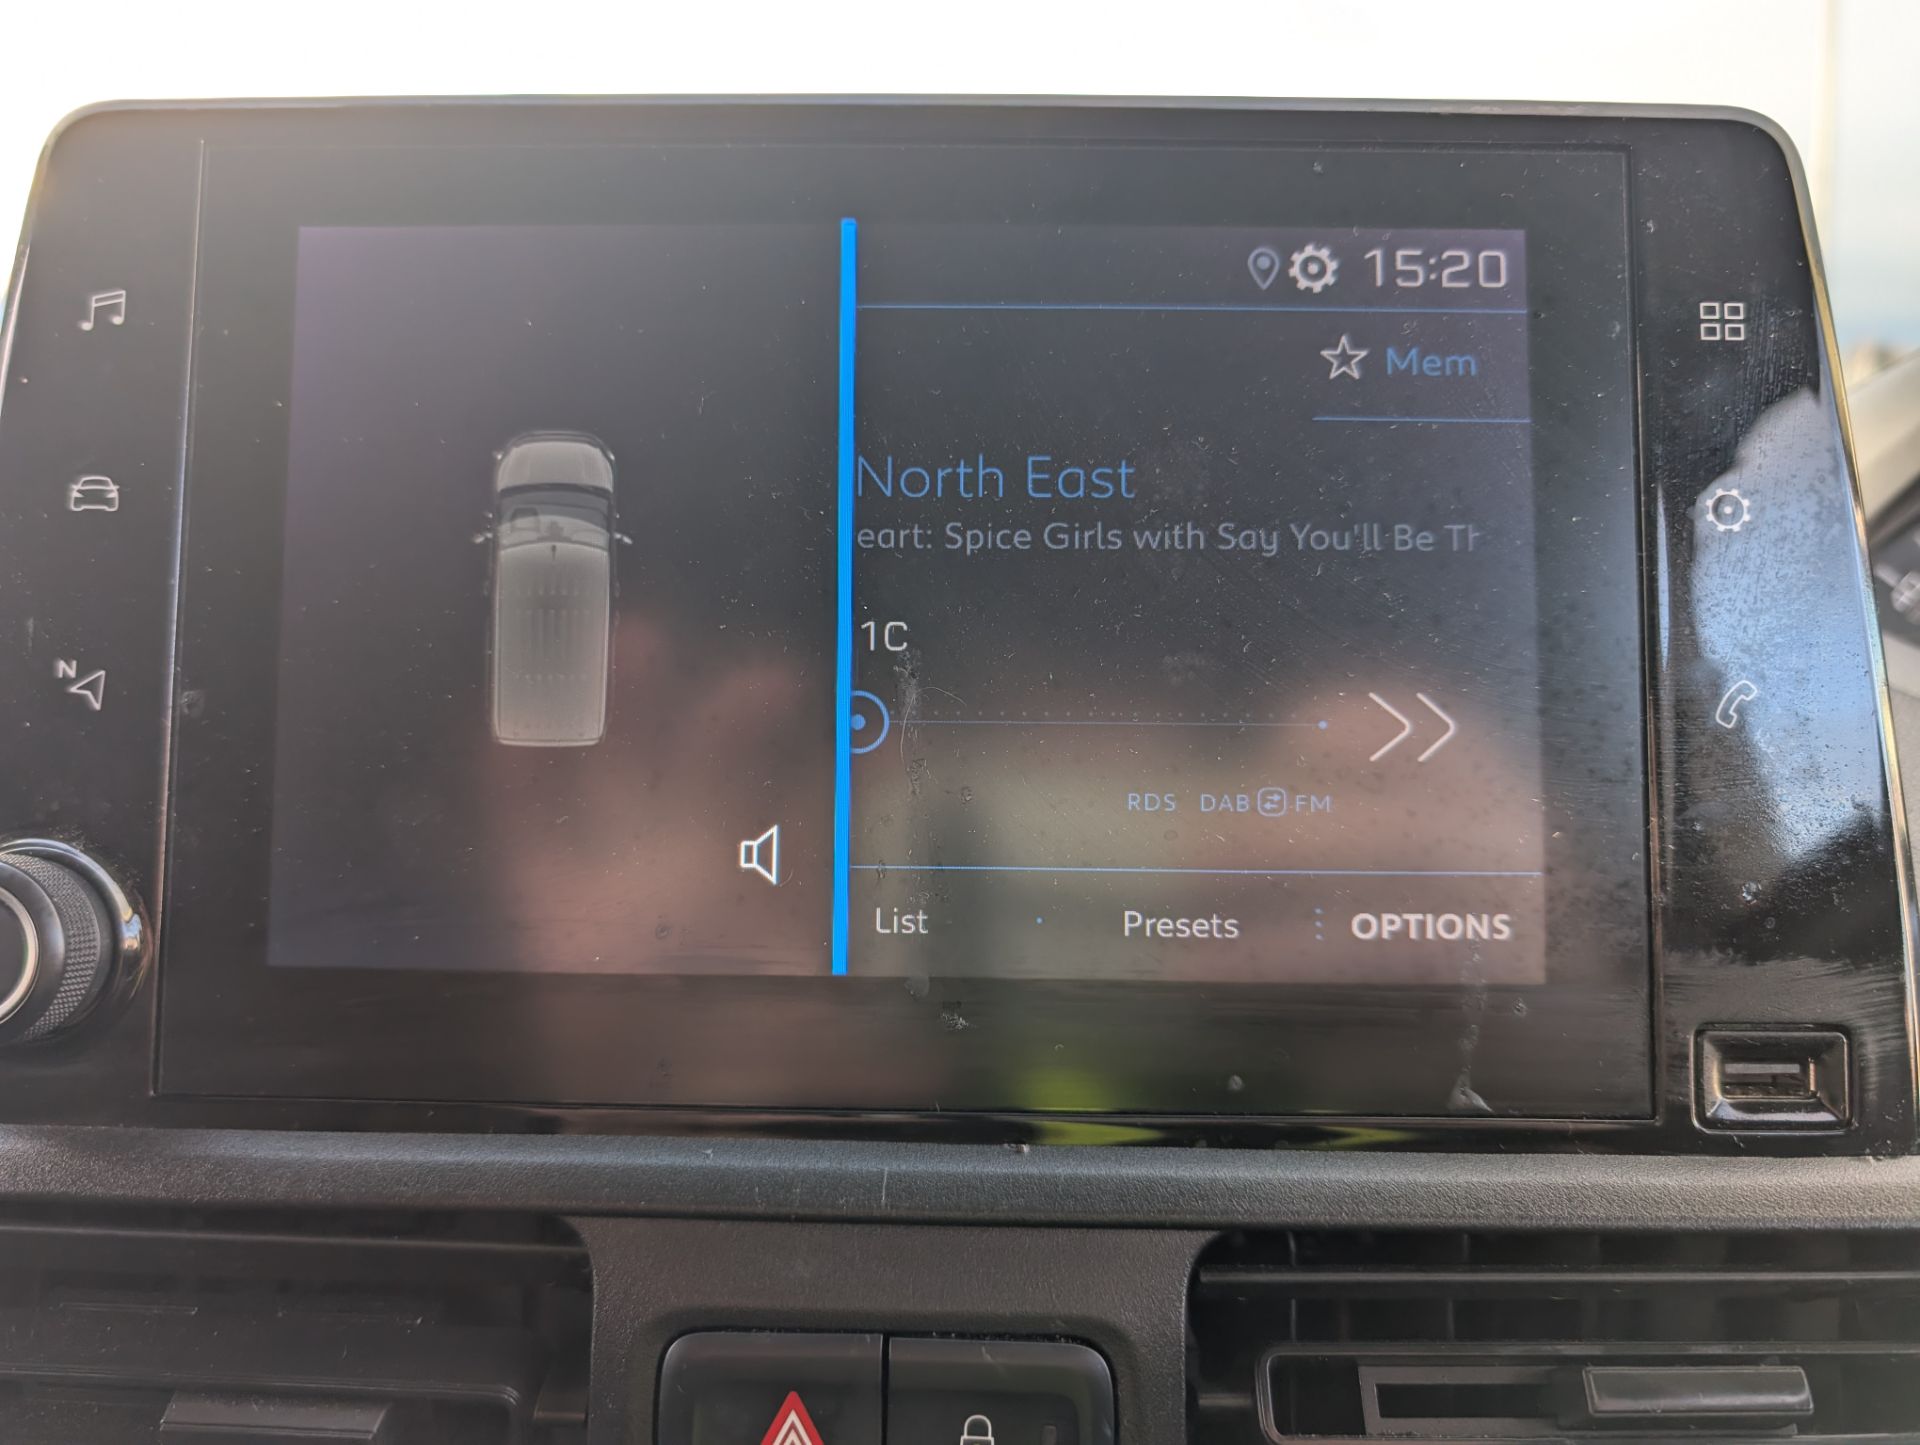 15:20
Mem
North East
eart: Spice Girls with Say You'll Be Th
1C
N
RDS DAB FM
List Presets OPTIONS